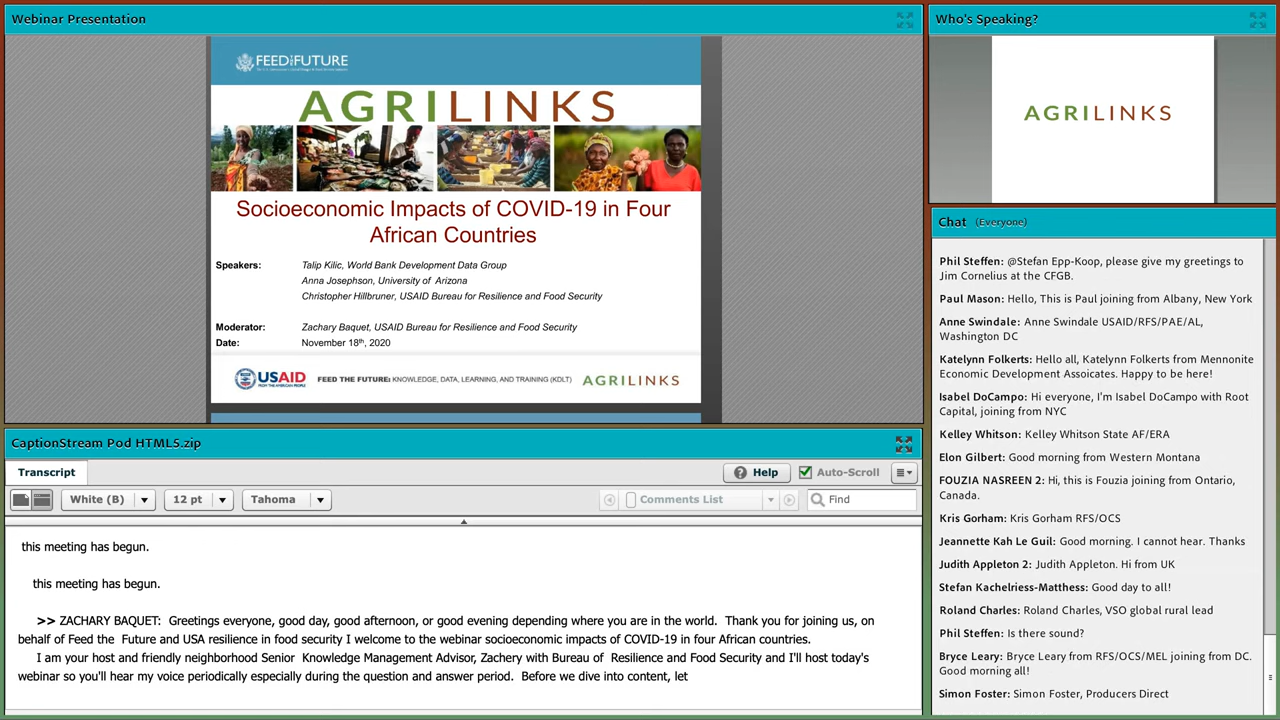 Webinar Presentation
FEED THE FUTURE
AGRILINKS
Socioeconomic Impacts of COVID-19 in Four
African Countries
Speakers: Talip Kilic, World Bank Development Data Group
Anna Josephson, University of Arizona
Christopher Hillbruner, USAID Bureau for Resilience and Food Security
Moderator: Zachary Baquet, USAID Bureau for Resilience and Food Security
Date: November 18th, 2020
USAID FEED THE FUTURE: KNOWLEDGE, DATA, LEARNING, AND TRAINING (KDLT) AGRILINKS
FROM THE AMERICAN PEOPLE
CaptionStream Pod HTML5.zip
Transcript Help Auto-Scroll
White (B) 12 pt Tahoma Comments List Find
this meeting has begun.
this meeting has begun.
>> ZACHARY BAQUET: Greetings everyone, good day, good afternoon, or good evening depending where you are in the world. Thank you for joining us, on
behalf of Feed the Future and USA resilience in food security I welcome to the webinar socioeconomic impacts of COVID-19 in four African countries.
I am your host and friendly neighborhood Senior Knowledge Management Advisor, Zachery with Bureau of Resilience and Food Security and I'll host today's
webinar so you'll hear my voice periodically especially during the question and answer period. Before we dive into content, let
Who's Speaking?
AGRILINKS
Chat (Everyone)
Phil Steffen: @Stefan Epp-Koop, please give my greetings to
Jim Cornelius at the CFGB.
Paul Mason: Hello, This is Paul joining from Albany, New York
Anne Swindale: Anne Swindale USAID/RFS/PAE/AL,
Washington DC
Katelynn Folkerts: Hello all, Katelynn Folkerts from Mennonite
Economic Development Assoicates. Happy to be here!
Isabel DoCampo: Hi everyone, I'm Isabel DoCampo with Root
Capital, joining from NYC
Kelley Whitson: Kelley Whitson State AF/ERA
Elon Gilbert: Good morning from Western Montana
FOUZIA NASREEN 2: Hi, this is Fouzia joining from Ontario,
Canada.
Kris Gorham: Kris Gorham RFS/OCS
Jeannette Kah Le Guil: Good morning. I cannot hear. Thanks
Judith Appleton 2: Judith Appleton. Hi from UK
Stefan Kachelriess-Matthess: Good day to all!
Roland Charles: Roland Charles, VSO global rural lead
Phil Steffen: Is there sound?
Bryce Leary: Bryce Leary from RFS/OCS/MEL joining from DC.
Good morning all!
Simon Foster: Simon Foster, Producers Direct